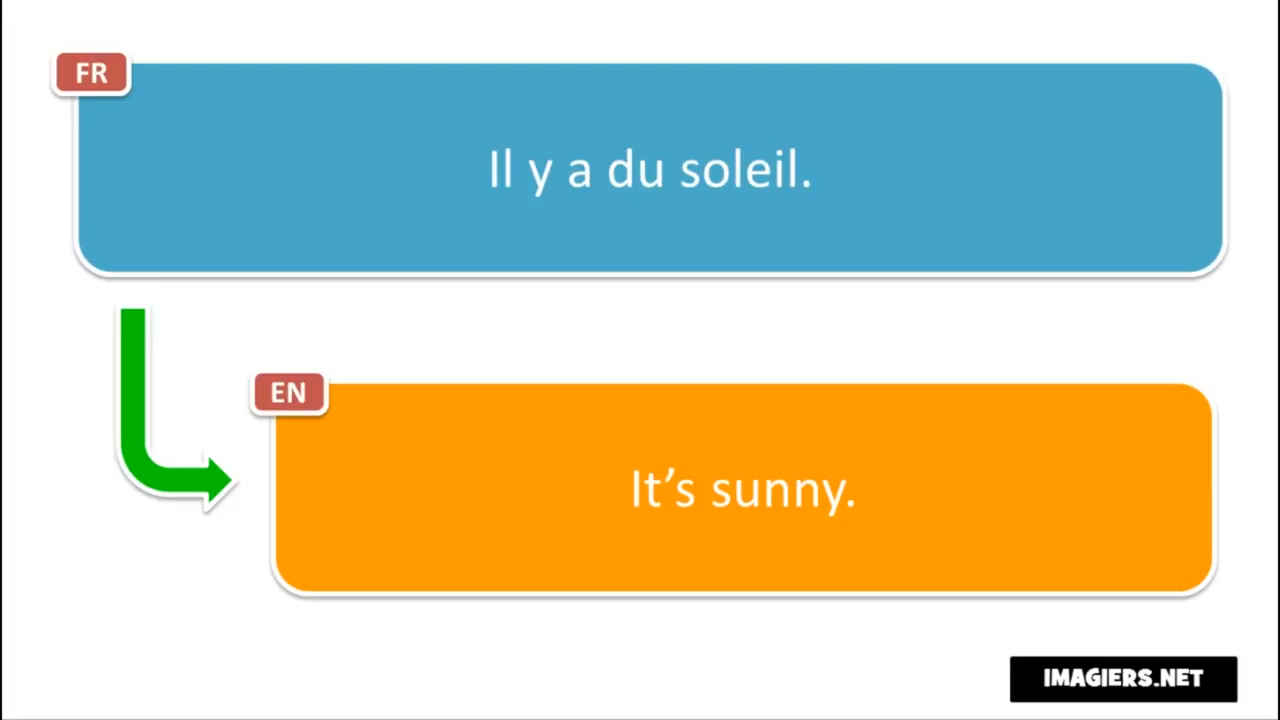 FR
Il y a du soleil.
EN
It’s sunny.
IMAGIERS.NET